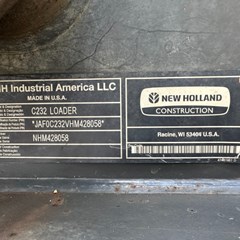 H Industrial America LLC
MADE IN U.S.A.
C232 LOADER
*JAF0C232VHM428058*
NHM428058
NEW HOLLAND
CONSTRUCTION
Racine, WI 53404 U.S.A.